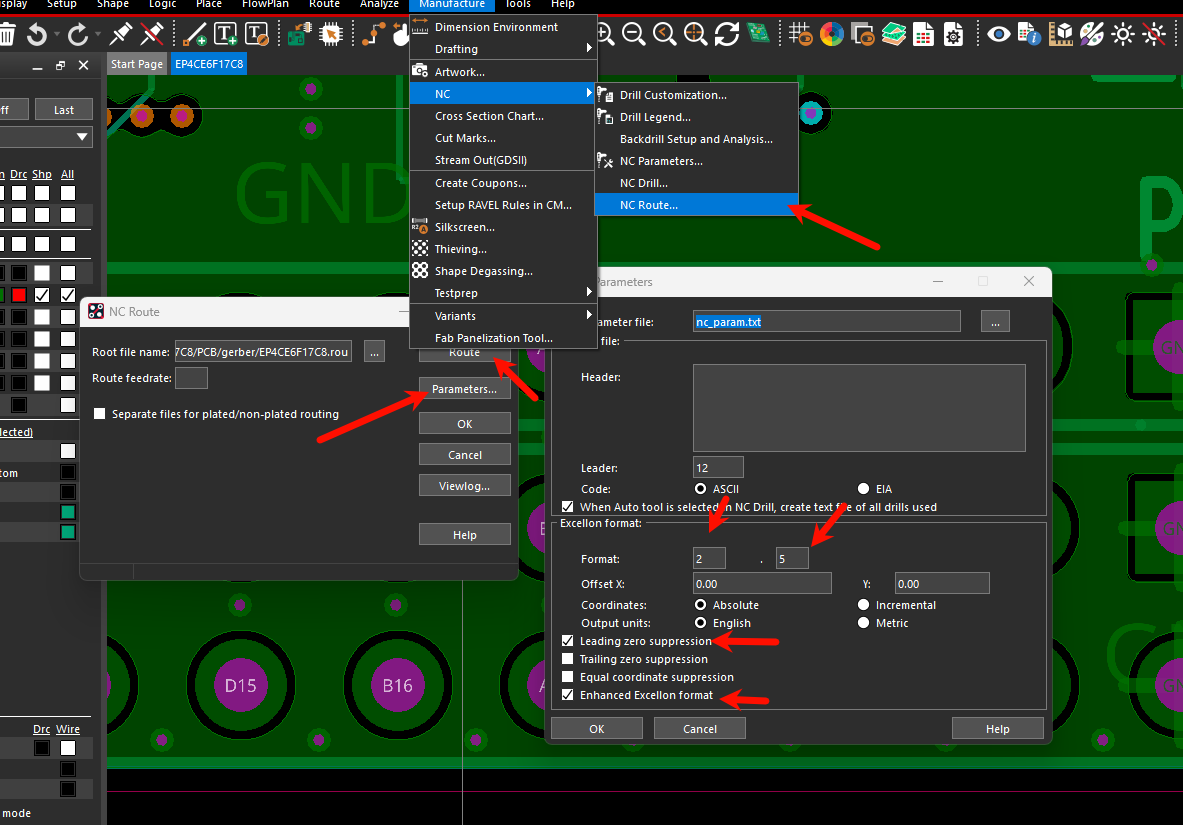 Setup
Shape
Logic
Place
FlowPlan
Route
Analyze
Manufacture
Tools
Help
Start Page
EP4CE6F17C8
Last
Drc
Shp
All
Dimension Environment
Drafting
Artwork...
NC
Cross Section Chart...
Cut Marks...
Stream Out(GDSII)
Create Coupons...
Setup RAVEL Rules in CM...
Silkscreen...
Thieving...
Shape Degassing...
Testprep
Variants
Fab Panelization Tool...
Drill Customization...
Drill Legend...
Backdrill Setup and Analysis...
NC Parameters...
NC Drill...
NC Route...
GND
P
NC Route
Root file name:
7C8/PCB/gerber/EP4CE6F17C8.rou
...
Route feedrate:
Separate files for plated/non-plated routing
Route
Parameters...
OK
Cancel
Viewlog...
Help
arameters
ameter file:
nc_param.txt
...
file:
Header:
Leader:
12
Code:
ASCII
EIA
When Auto tool is selected in NC Drill, create text file of all drills used
Excellon format:
Format:
2
.
5
Offset X:
0.00
Y:
0.00
Coordinates:
Absolute
Incremental
Output units:
English
Metric
Leading zero suppression
Trailing zero suppression
Equal coordinate suppression
Enhanced Excellon format
OK
Cancel
Help
D15
B16
Drc
Wire
mode